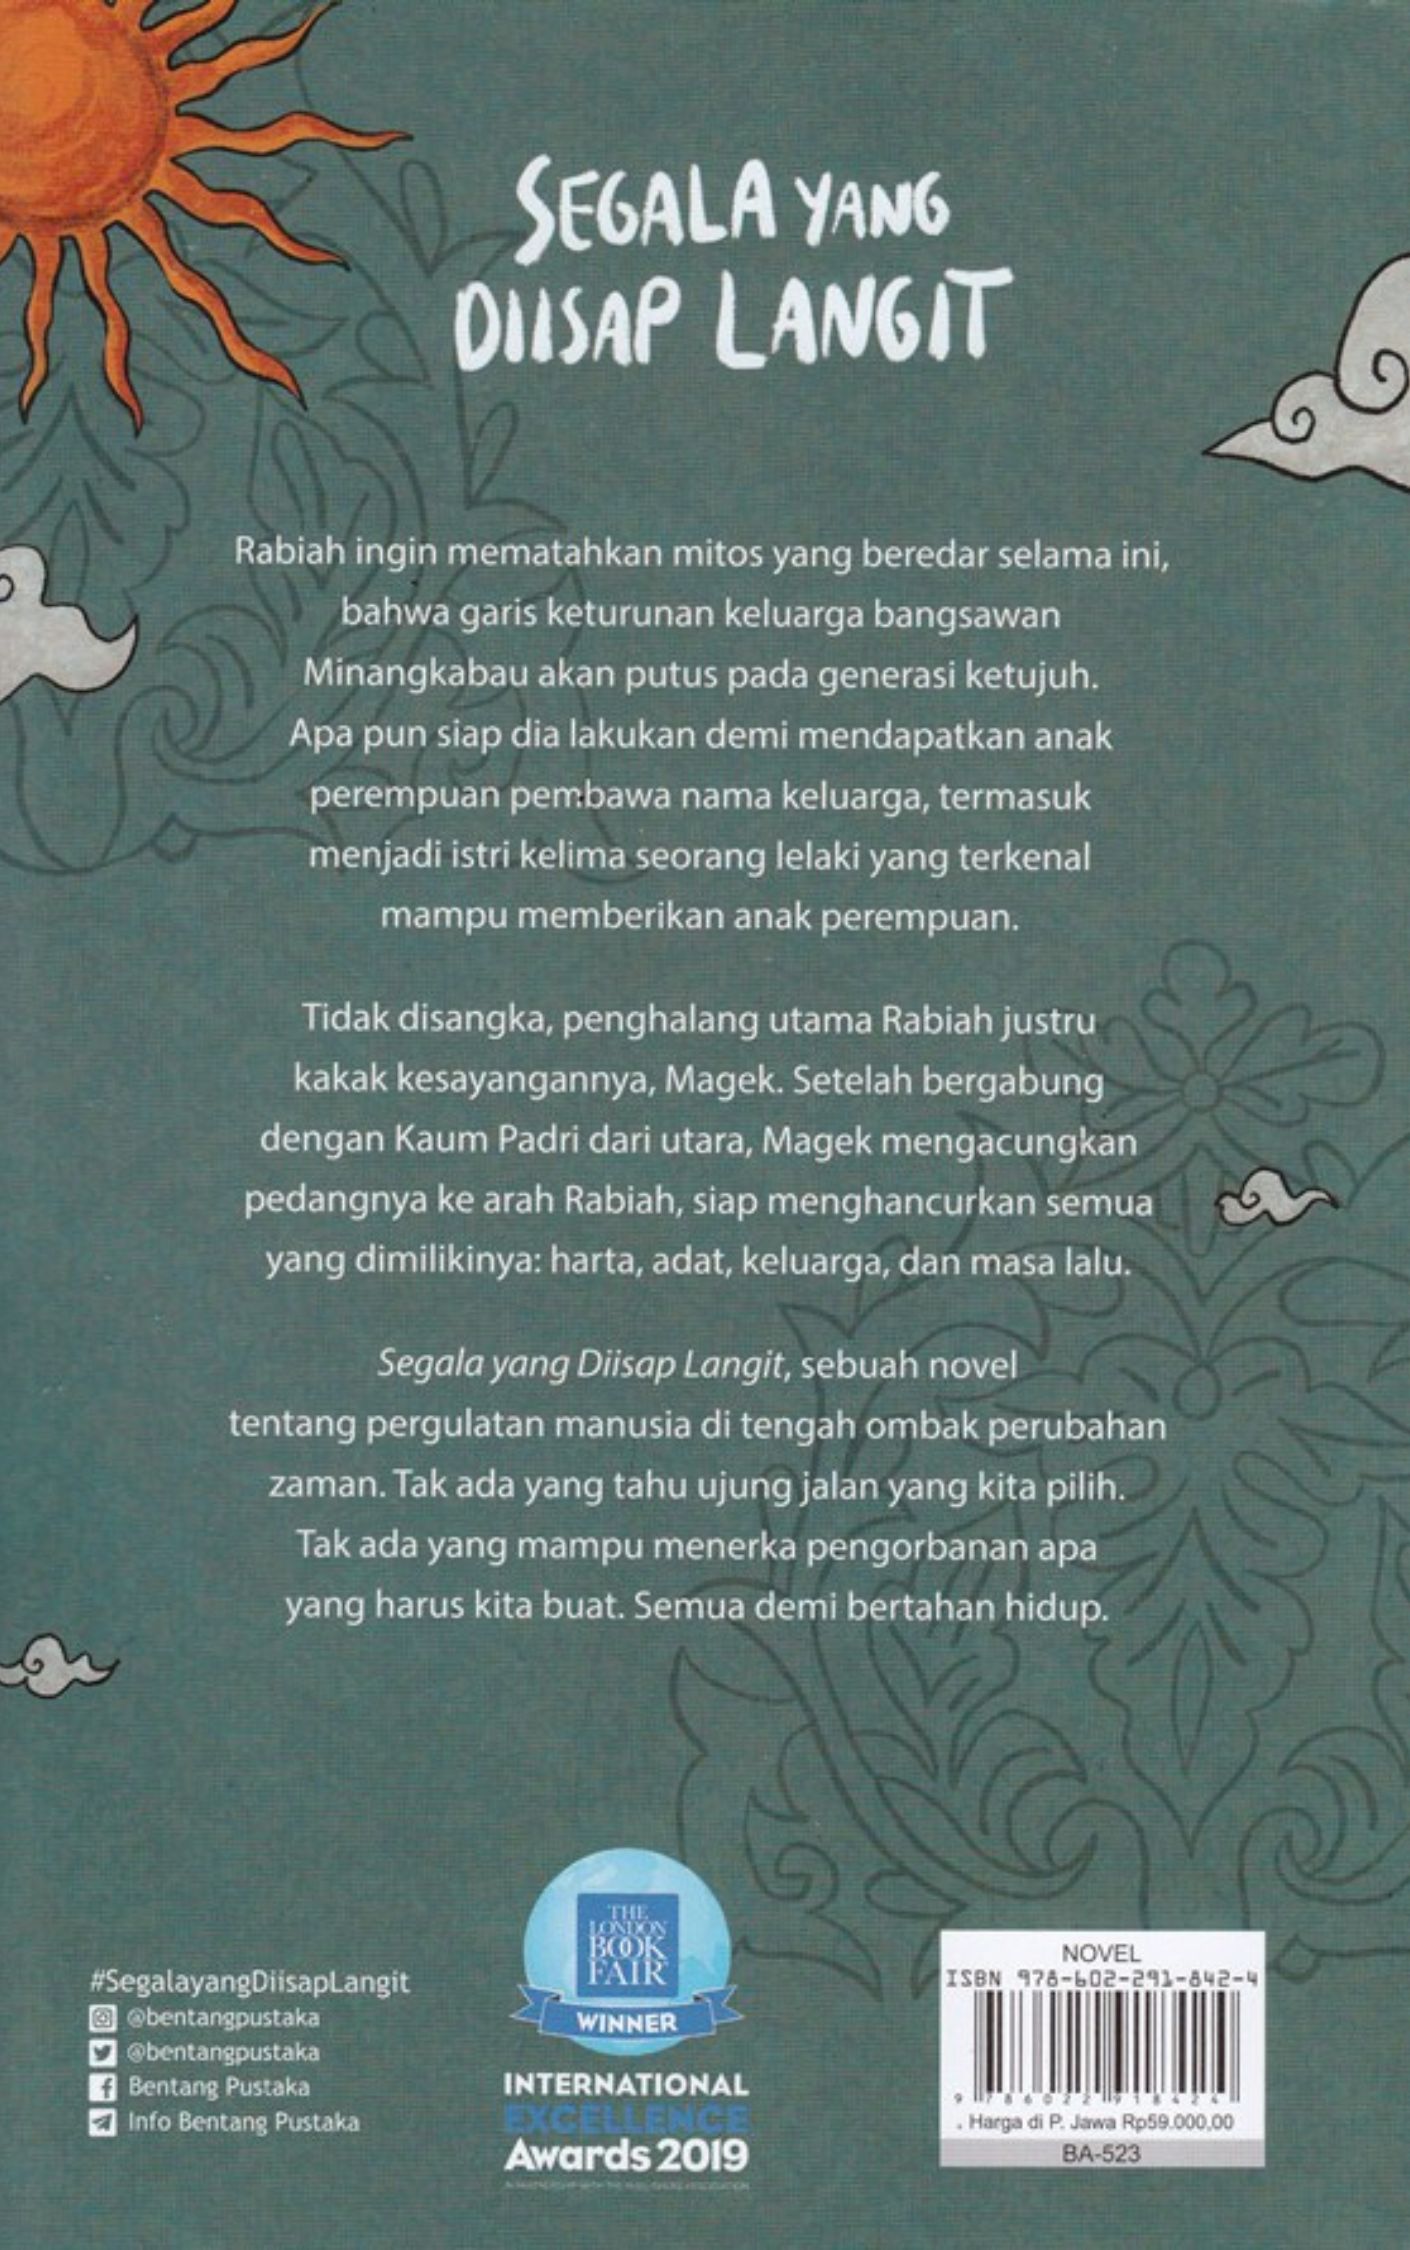 SEGALA YANG
DIISAP LANGIT
Rabiah ingin mematahkan mitos yang beredar selama ini,
bahwa garis keturunan keluarga bangsawan
Minangkabau akan putus pada generasi ketujuh.
Apa pun siap dia lakukan demi mendapatkan anak
perempuan pembawa nama keluarga, termasuk
menjadi istri kelima seorang lelaki yang terkenal
mampu memberikan anak perempuan.
Tidak disangka, penghalang utama Rabiah justru
kakak kesayangannya, Magek. Setelah bergabung
dengan Kaum Padri dari utara, Magek mengacungkan
pedangnya ke arah Rabiah, siap menghancurkan semua
yang dimilikinya: harta, adat, keluarga, dan masa lalu.
Segala yang Diisap Langit, sebuah novel
tentang pergulatan manusia di tengah ombak perubahan
zaman. Tak ada yang tahu ujung jalan yang kita pilih.
Tak ada yang mampu menerka pengorbanan apa
yang harus kita buat. Semua demi bertahan hidup.
#SegalayangDiisapLangit
@bentangpustaka
@bentangpustaka
Bentang Pustaka
Info Bentang Pustaka
THE
LONDON
BOOK
FAIR
WINNER
INTERNATIONAL
EXCELLENCE
Awards 2019
NOVEL
ISBN 978-602-291-842-4
9 786022 918424
. Harga di P. Jawa Rp59.000,00
BA-523